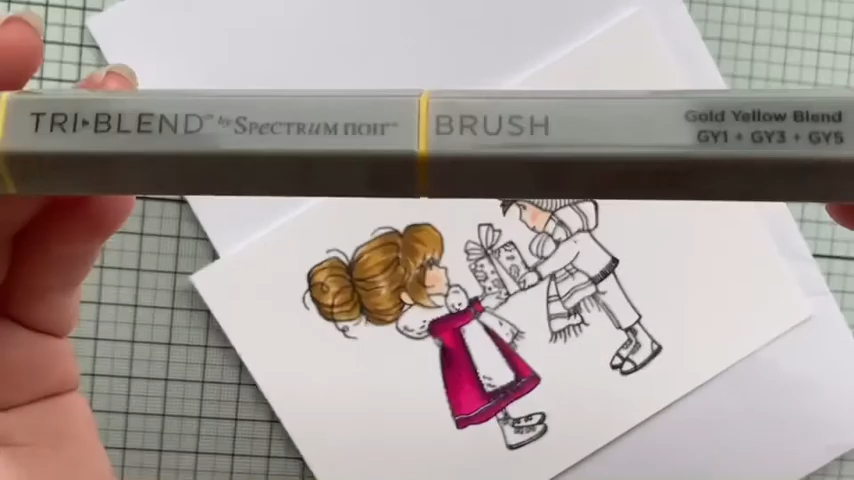 TRI▸BLEND™ by SPECTRUM NOIR™ BRUSH
Gold Yellow Blend
GY1 + GY3 + GY5